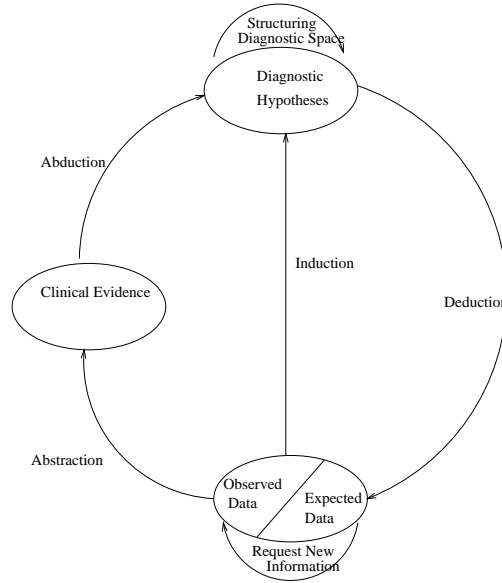 Structuring
Diagnostic Space
Diagnostic
Hypotheses
Abduction
Induction
Clinical Evidence
Deduction
Abstraction
Observed
Data
Expected
Data
Request New
Information